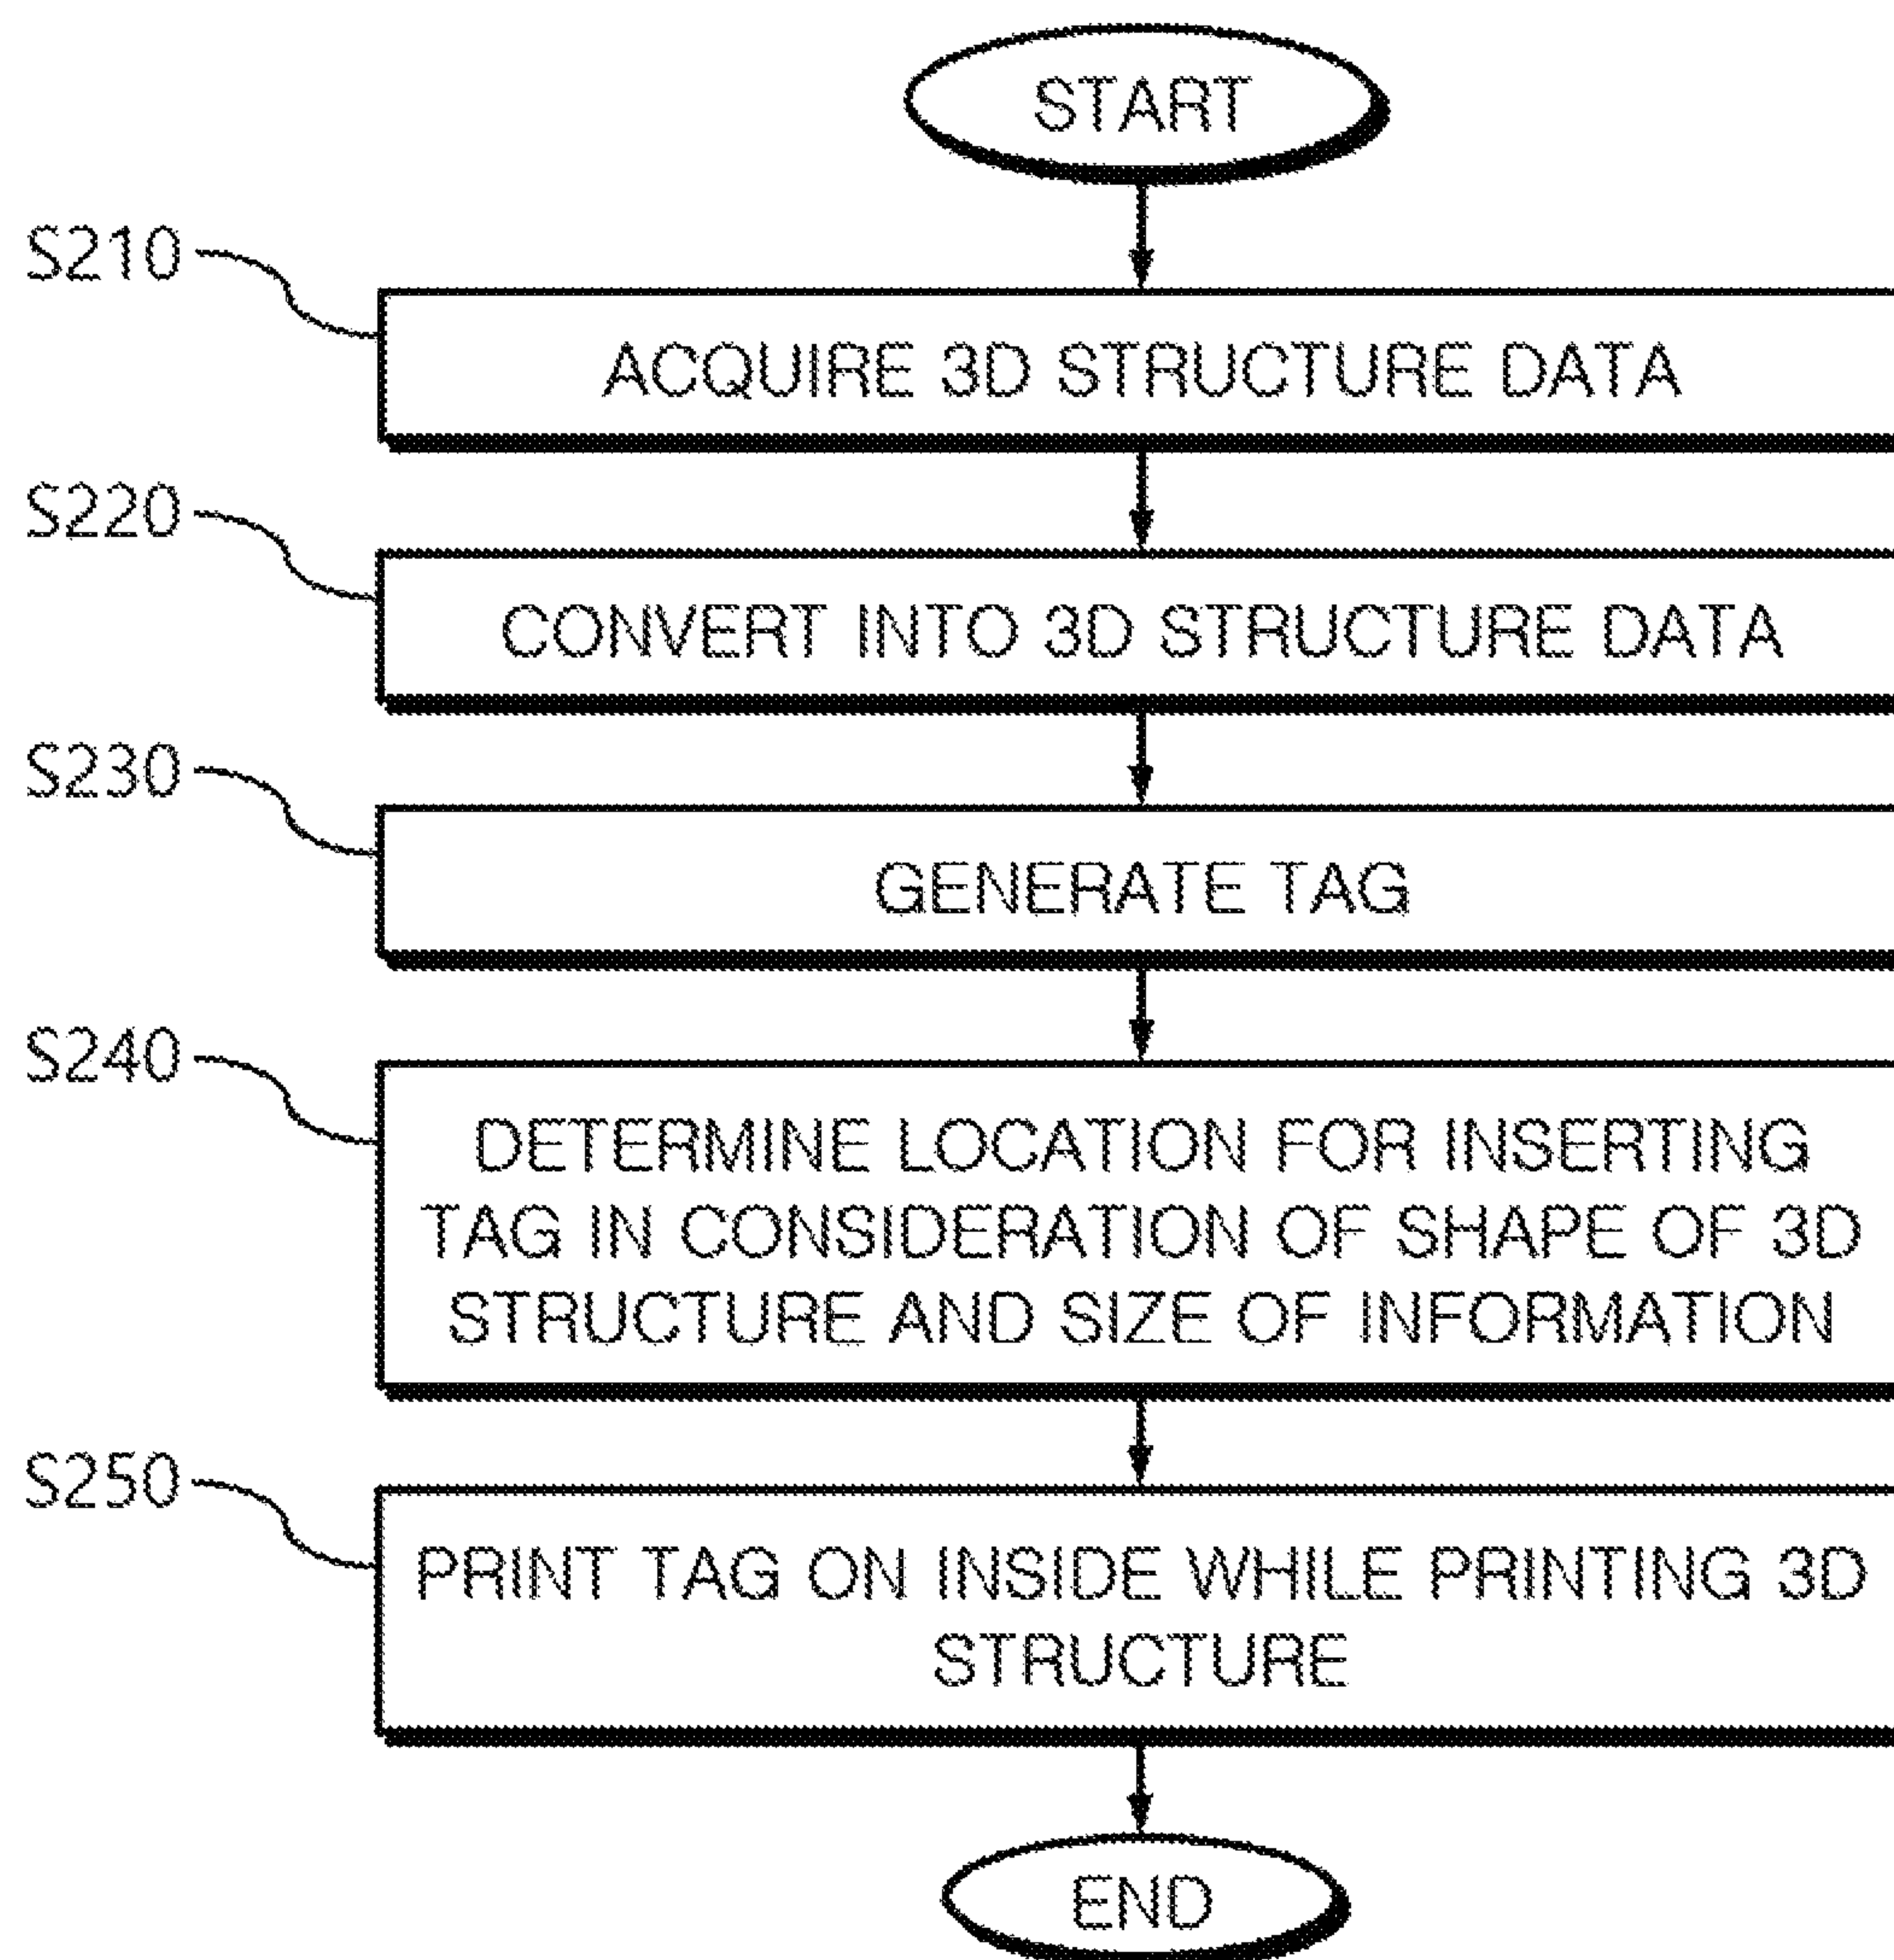 START
S210
ACQUIRE 3D STRUCTURE DATA
S220
CONVERT INTO 3D STRUCTURE DATA
S230
GENERATE TAG
S240
DETERMINE LOCATION FOR INSERTING
TAG IN CONSIDERATION OF SHAPE OF 3D
STRUCTURE AND SIZE OF INFORMATION
S250
PRINT TAG ON INSIDE WHILE PRINTING 3D
STRUCTURE
END